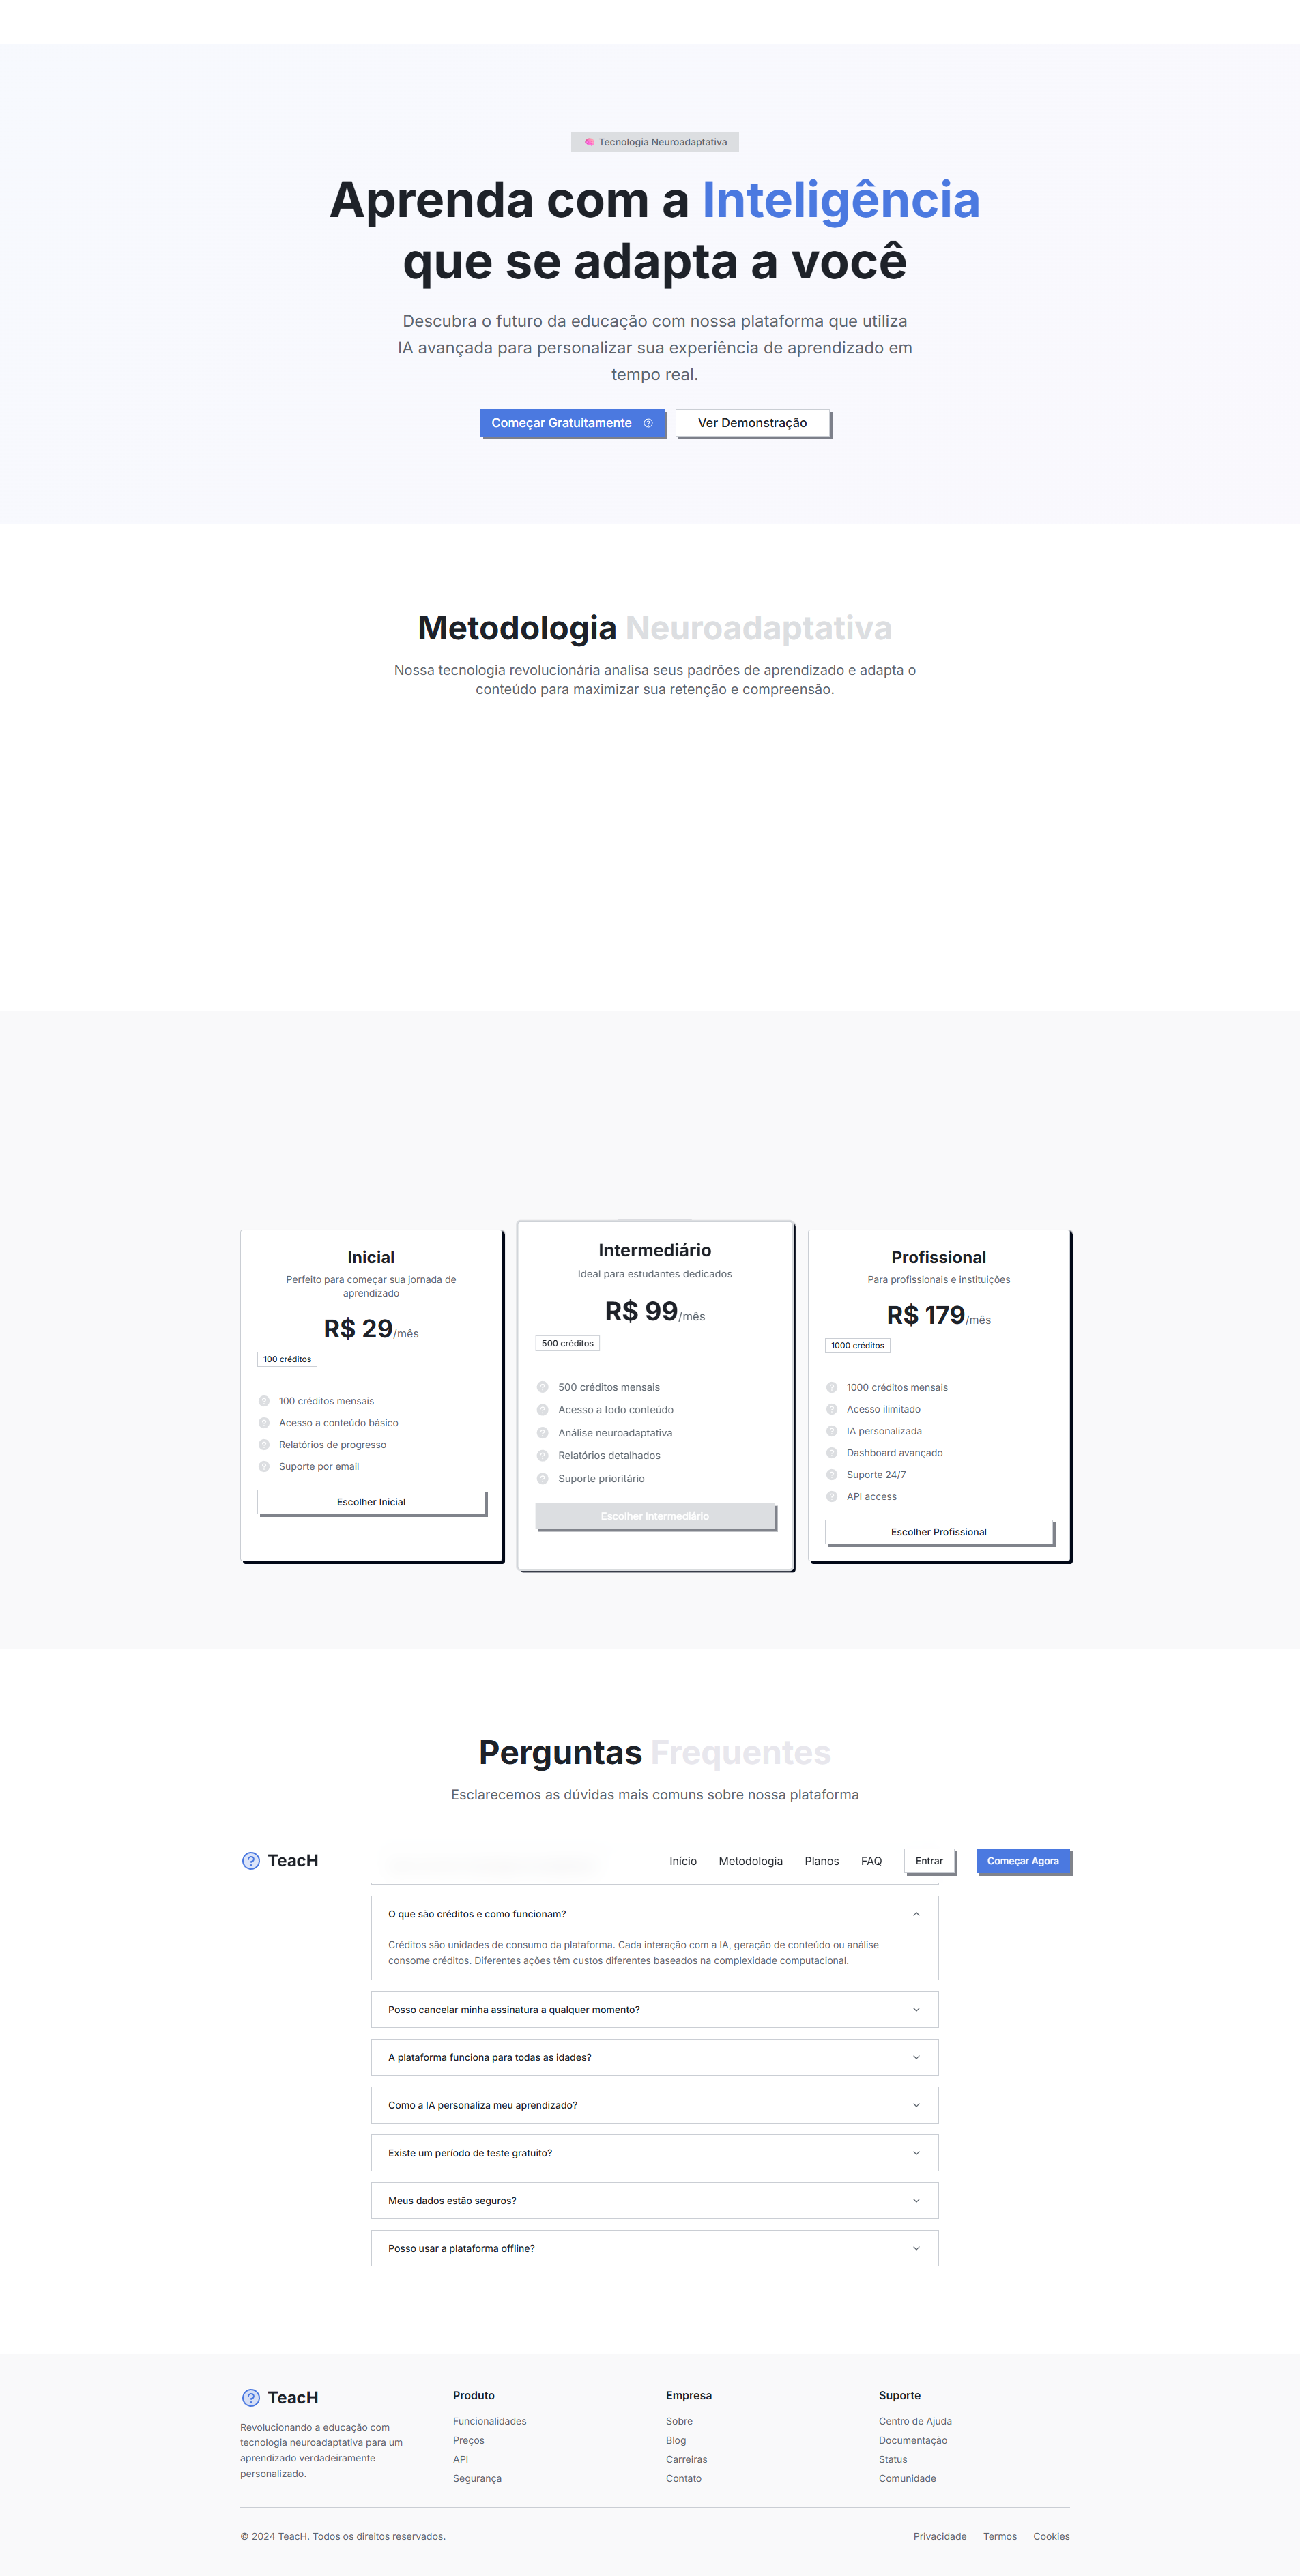 Tecnologia Neuroadaptativa
Aprenda com a Inteligência
que se adapta a você
Descubra o futuro da educação com nossa plataforma que utiliza
IA avançada para personalizar sua experiência de aprendizado em
tempo real.
Começar Gratuitamente
Ver Demonstração
Metodologia Neuroadaptativa
Nossa tecnologia revolucionária analisa seus padrões de aprendizado e adapta o
conteúdo para maximizar sua retenção e compreensão.
Inicial
Perfeito para começar sua jornada de
aprendizado
R$ 29/mês
100 créditos
100 créditos mensais
Acesso a conteúdo básico
Relatórios de progresso
Suporte por email
Escolher Inicial
Intermediário
Ideal para estudantes dedicados
R$ 99/mês
500 créditos
500 créditos mensais
Acesso a todo conteúdo
Análise neuroadaptativa
Relatórios detalhados
Suporte prioritário
Escolher Intermediário
Profissional
Para profissionais e instituições
R$ 179/mês
1000 créditos
1000 créditos mensais
Acesso ilimitado
IA personalizada
Dashboard avançado
Suporte 24/7
API access
Escolher Profissional
Perguntas Frequentes
Esclarecemos as dúvidas mais comuns sobre nossa plataforma
TeacH
Início
Metodologia
Planos
FAQ
Entrar
Começar Agora
O que são créditos e como funcionam?
Créditos são unidades de consumo da plataforma. Cada interação com a IA, geração de conteúdo ou análise
consome créditos. Diferentes ações têm custos diferentes baseados na complexidade computacional.
Posso cancelar minha assinatura a qualquer momento?
A plataforma funciona para todas as idades?
Como a IA personaliza meu aprendizado?
Existe um período de teste gratuito?
Meus dados estão seguros?
Posso usar a plataforma offline?
TeacH
Revolucionando a educação com
tecnologia neuroadaptativa para um
aprendizado verdadeiramente
personalizado.
Produto
Funcionalidades
Preços
API
Segurança
Empresa
Sobre
Blog
Carreiras
Contato
Suporte
Centro de Ajuda
Documentação
Status
Comunidade
© 2024 TeacH. Todos os direitos reservados.
Privacidade
Termos
Cookies